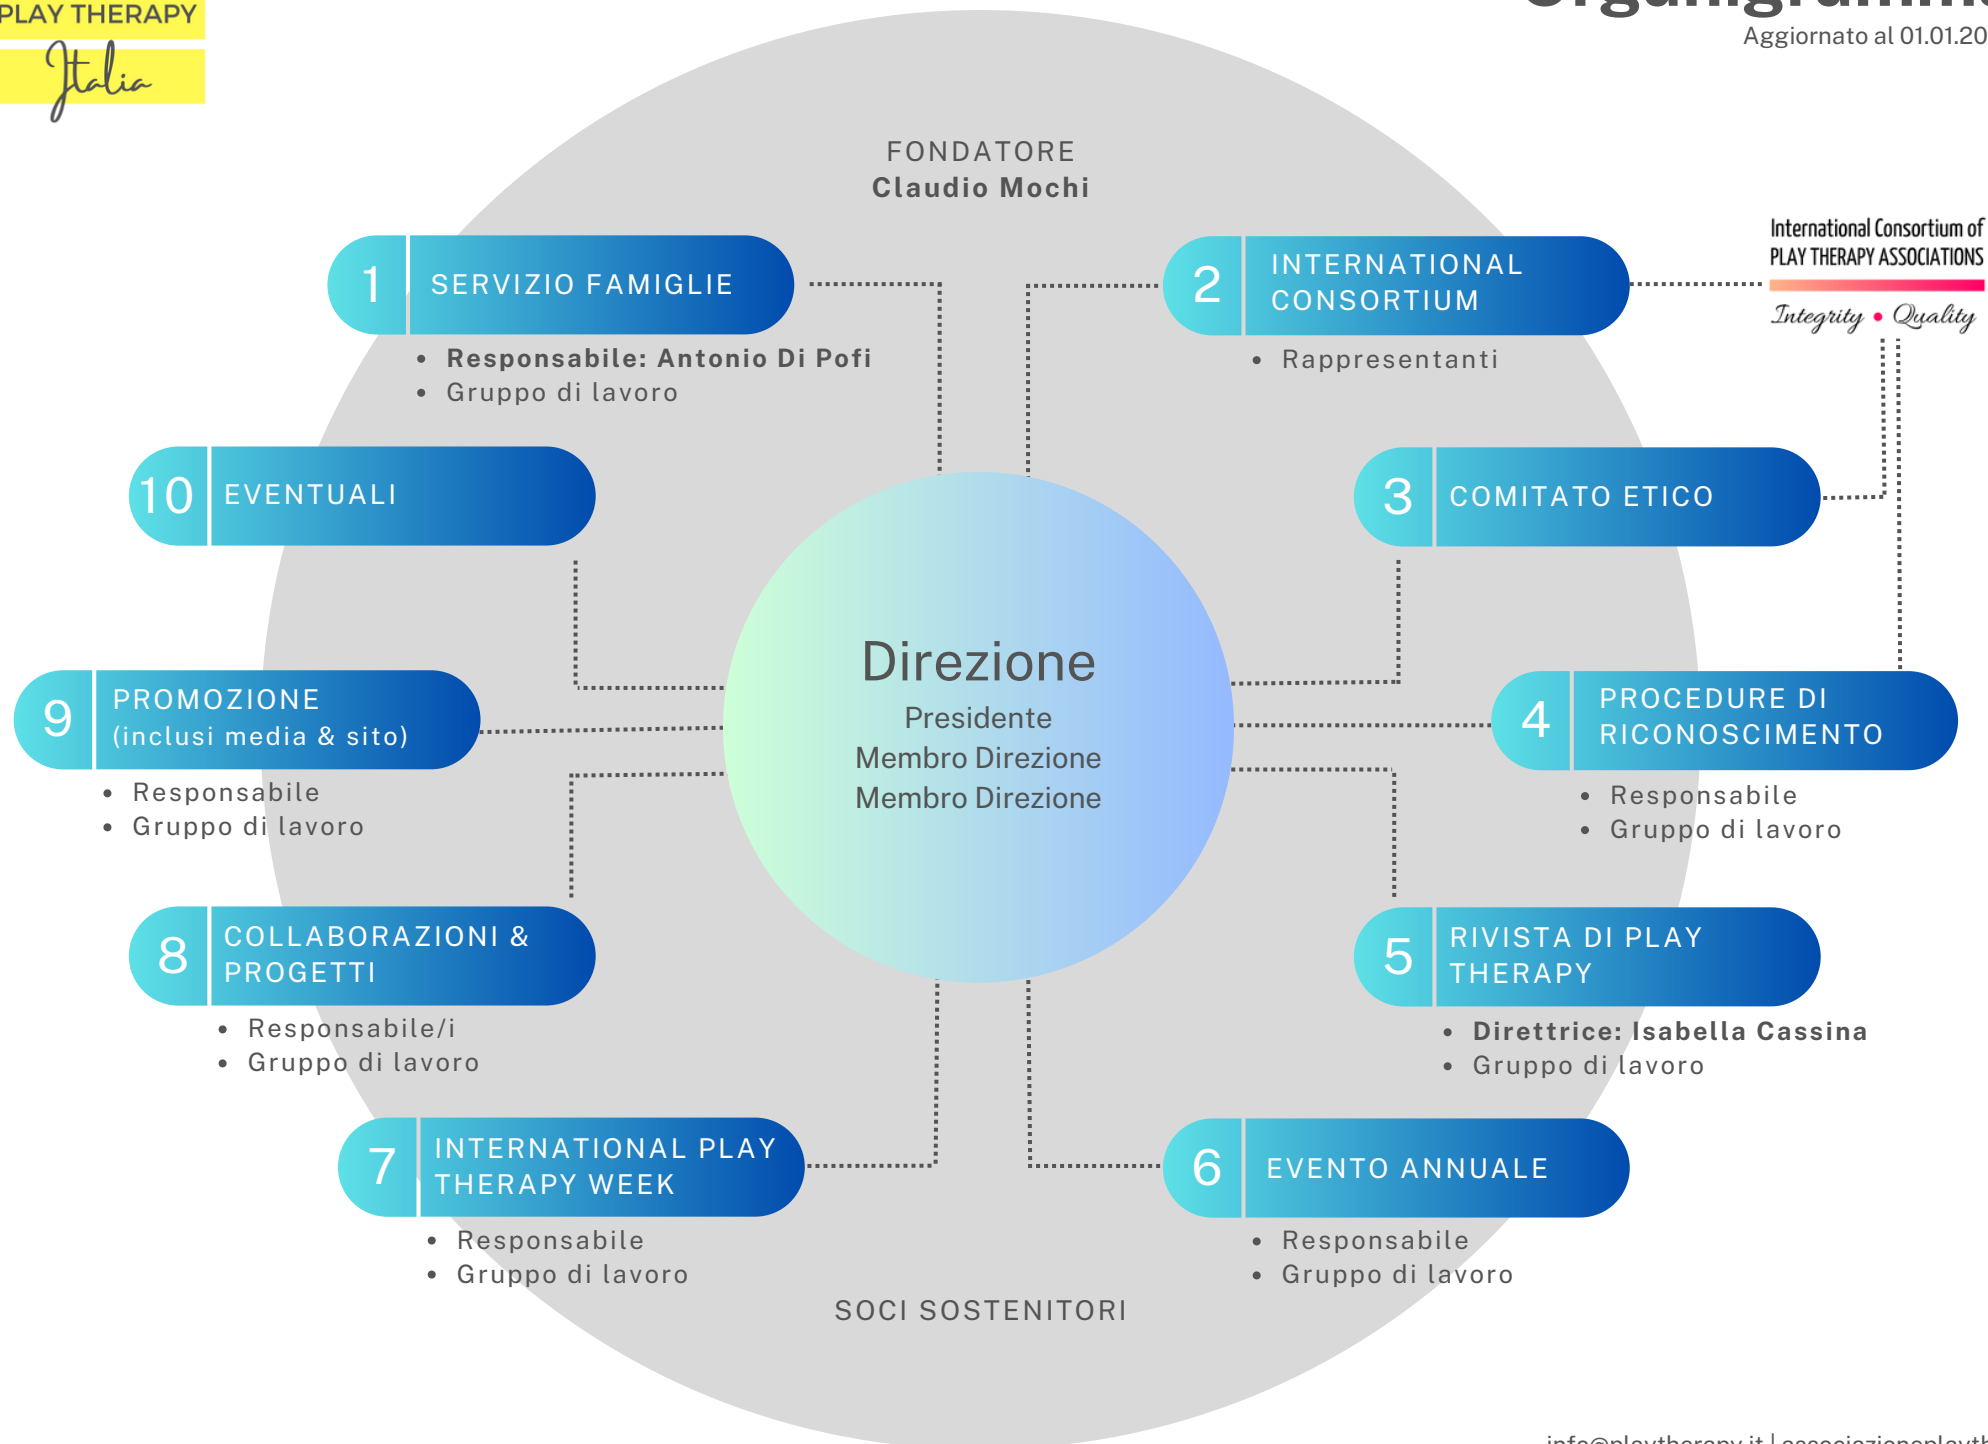 PLAY THERAPY
Italia
Aggiornato al 01.01.20
FONDATORE
Claudio Mochi
1 SERVIZIO FAMIGLIE
• Responsabile: Antonio Di Pofi
• Gruppo di lavoro
2 INTERNATIONAL
CONSORTIUM
• Rappresentanti
International Consortium of
PLAY THERAPY ASSOCIATIONS
Integrity • Quality
10 EVENTUALI
3 COMITATO ETICO
Direzione
Presidente
Membro Direzione
Membro Direzione
9 PROMOZIONE
(inclusi media & sito)
• Responsabile
• Gruppo di lavoro
4 PROCEDURE DI
RICONOSCIMENTO
• Responsabile
• Gruppo di lavoro
8 COLLABORAZIONI &
PROGETTI
• Responsabile/i
• Gruppo di lavoro
5 RIVISTA DI PLAY
THERAPY
• Direttrice: Isabella Cassina
• Gruppo di lavoro
7 INTERNATIONAL PLAY
THERAPY WEEK
• Responsabile
• Gruppo di lavoro
6 EVENTO ANNUALE
• Responsabile
• Gruppo di lavoro
SOCI SOSTENITORI
info@playtherapy.it |